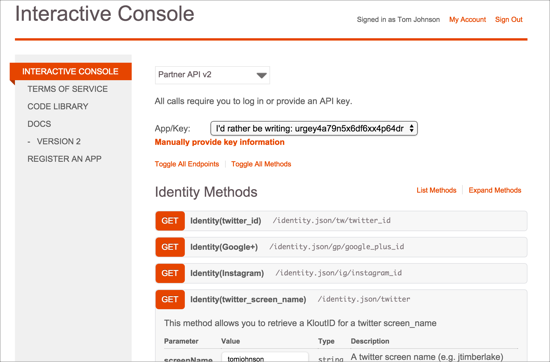 Interactive Console
Signed in as Tom Johnson My Account Sign Out
INTERACTIVE CONSOLE
TERMS OF SERVICE
CODE LIBRARY
DOCS
- VERSION 2
REGISTER AN APP
Partner API v2
All calls require you to log in or provide an API key.
App/Key: I'd rather be writing: urgey4a79n5x6df6xx4p64dr
Manually provide key information
Toggle All Endpoints Toggle All Methods
Identity Methods List Methods Expand Methods
GET Identity(twitter_id) /identity.json/tw/twitter_id
GET Identity(Google+) /identity.json/gp/google_plus_id
GET Identity(Instagram) /identity.json/ig/instagram_id
GET Identity(twitter_screen_name) /identity.json/twitter
This method allows you to retrieve a KloutID for a twitter screen_name
Parameter Value Type Description
screenName tomjohnson string A twitter screen name (e.g. jtimberlake)